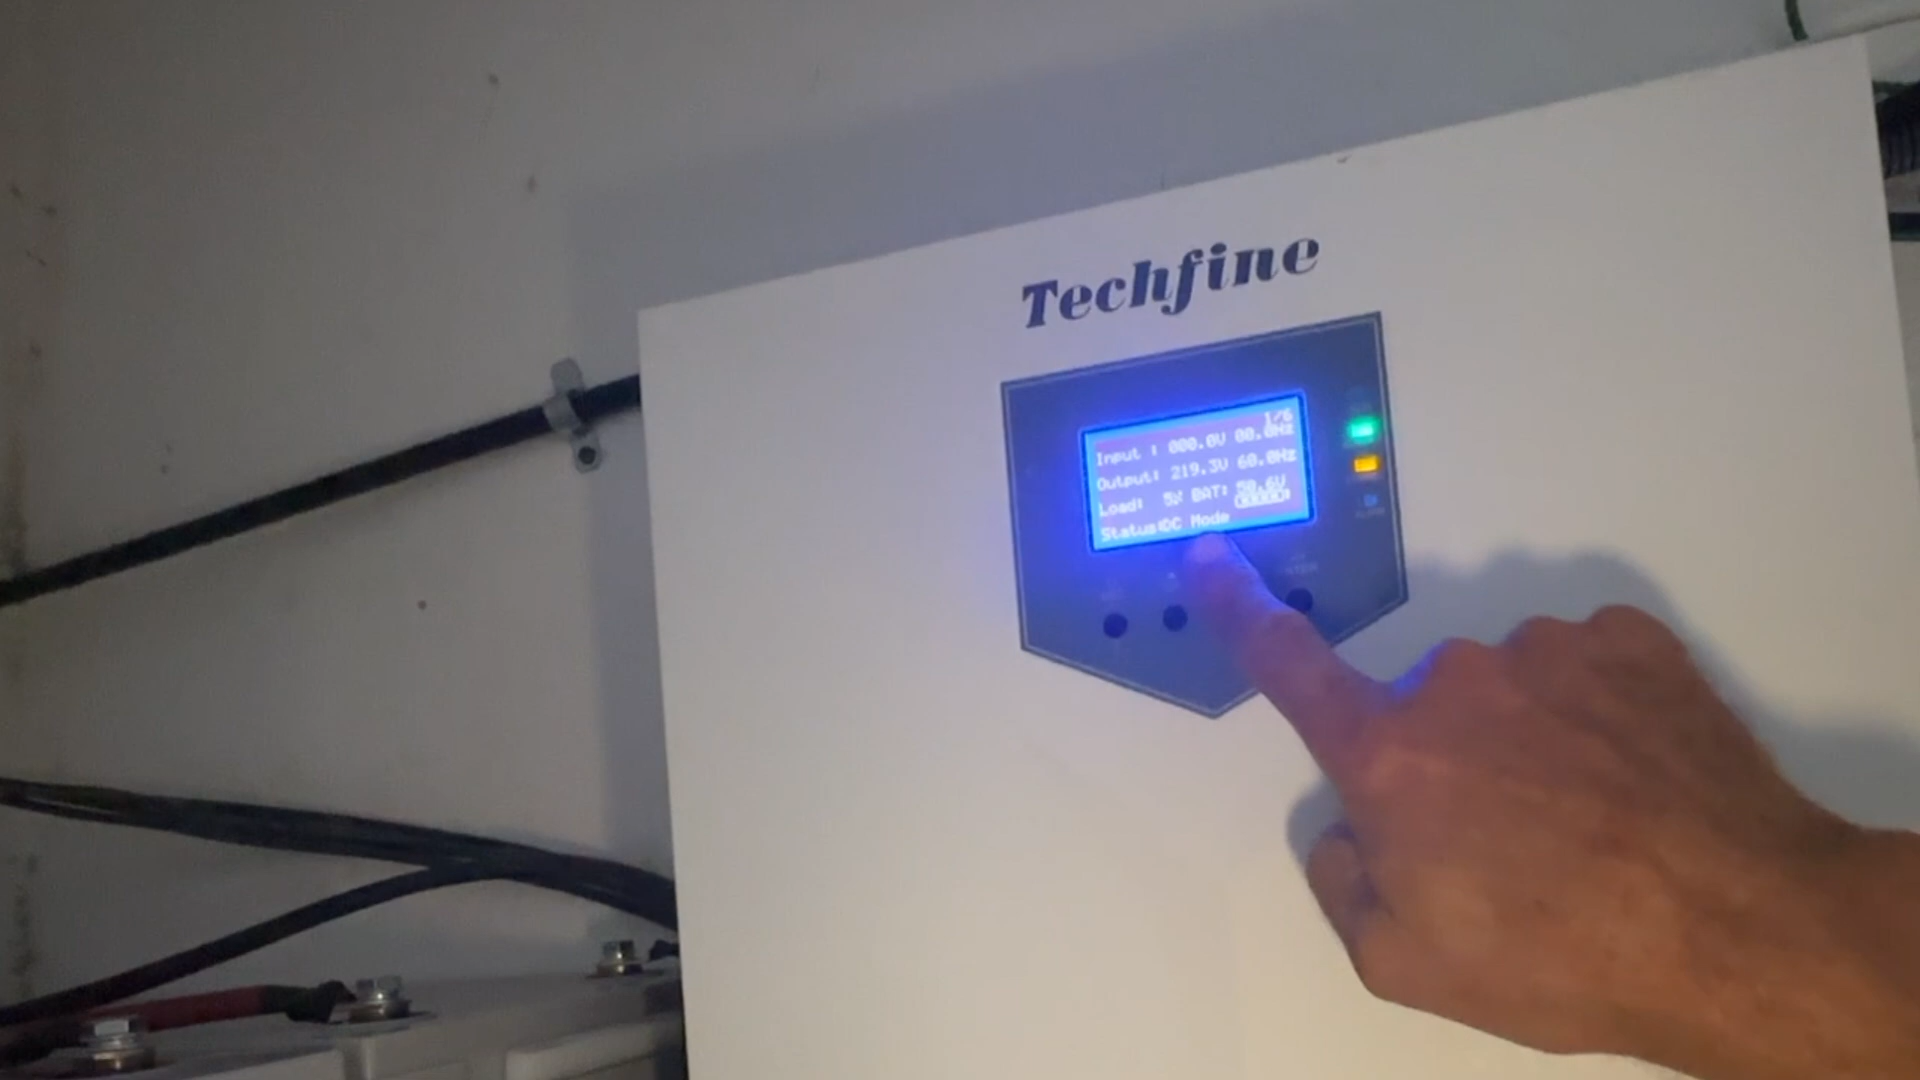 Techfine
1/6
Input : 000.0V 00.0Hz
Output: 219.3V 60.0Hz
Load: 5% BAT: 50.6V
Status:DC Mode